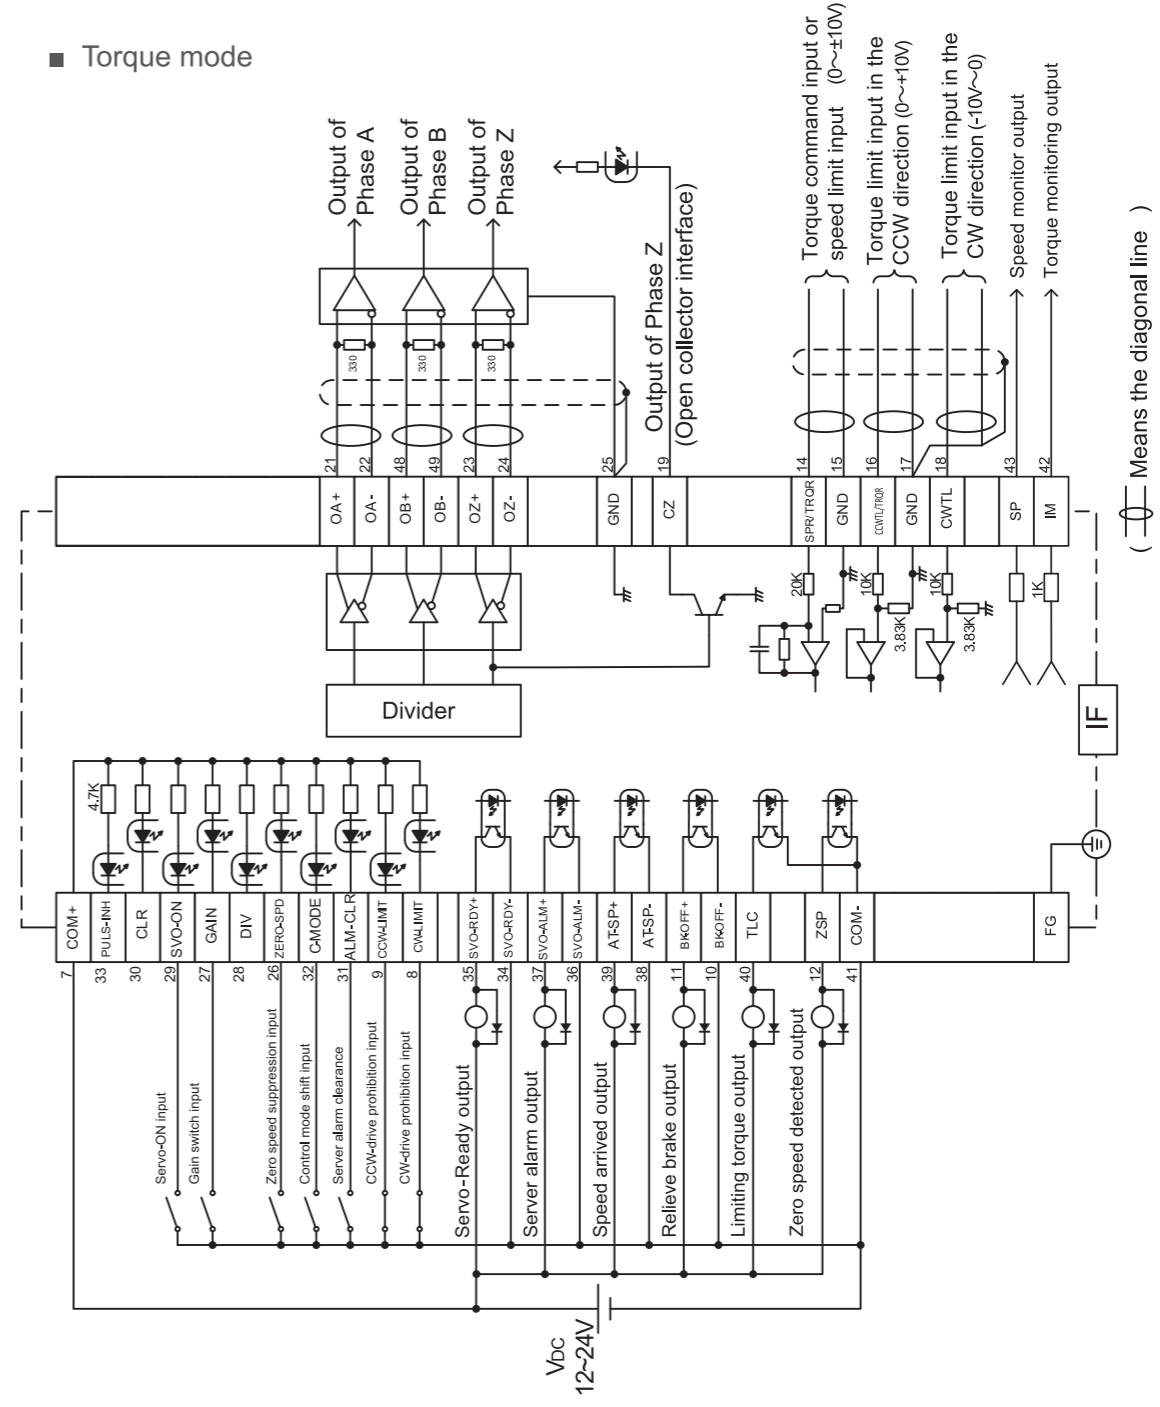 ■ Torque mode
Output of
Phase A
Output of
Phase B
Output of
Phase Z
330
330
330
Output of Phase Z
(Open collector interface)
Torque command input or
speed limit input (0～±10V)
Torque limit input in the
CCW direction (0～+10V)
Torque limit input in the
CW direction (-10V～0)
Speed monitor output
Torque monitoring output
( Means the diagonal line )
21
22
48
49
23
24
25
19
14
15
16
17
18
43
42
OA+
OA-
OB+
OB-
OZ+
OZ-
GND
CZ
SPR/TRQR
GND
CCWTL/TRQR
GND
CWTL
SP
IM
20K
10K
3.83K
10K
3.83K
1K
Divider
IF
4.7K
COM+
PULS-INH
CLR
SVO-ON
GAIN
DIV
ZERO-SPD
C-MODE
ALM-CLR
CCW-LIMIT
CW-LIMIT
SVO-RDY+
SVO-RDY-
SVO-ALM+
SVO-ALM-
AT-SP+
AT-SP-
BK-OFF+
BK-OFF-
TLC
ZSP
COM-
FG
7
33
30
29
27
28
26
32
31
9
8
35
34
37
36
39
38
11
10
40
12
41
Servo-ON input
Gain switch input
Zero speed suppression input
Control mode shift input
Server alarm clearance
CCW-drive prohibition input
CW-drive prohibition input
Servo-Ready output
Server alarm output
Speed arrived output
Relieve brake output
Limiting torque output
Zero speed detected output
VDC
12~24V